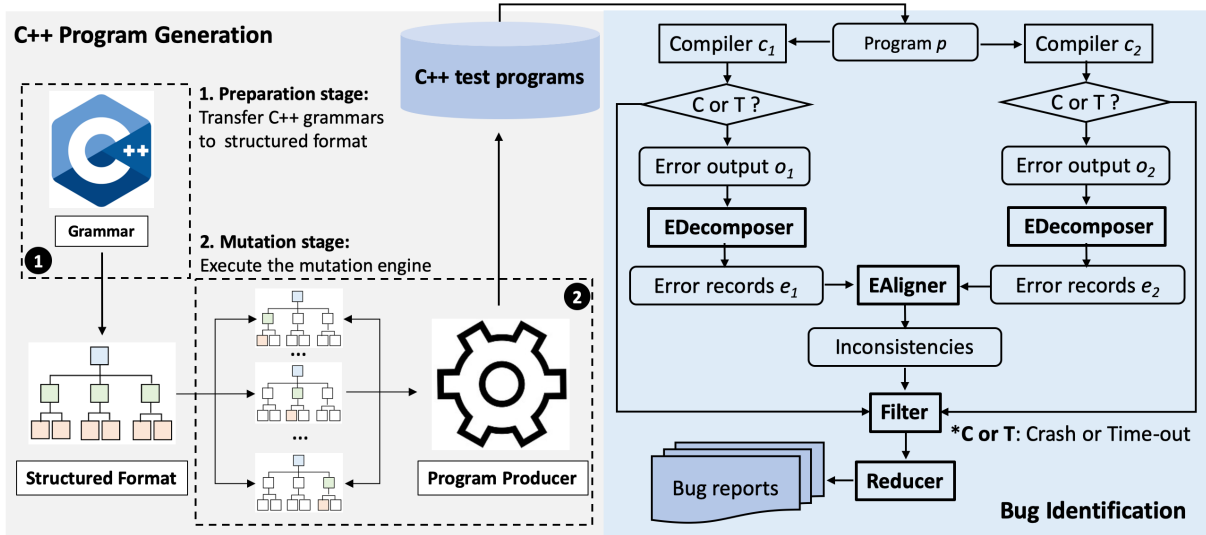 C++ Program Generation
1. Preparation stage:
Transfer C++ grammars
to structured format
++
Grammar
1
2. Mutation stage:
Execute the mutation engine
2
...
...
Structured Format
Program Producer
C++ test programs
Compiler c1
Program p
Compiler c2
C or T ?
C or T ?
Error output o1
Error output o2
EDecomposer
EDecomposer
Error records e1
EAligner
Error records e2
Inconsistencies
Filter
*C or T: Crash or Time-out
Reducer
Bug reports
Bug Identification